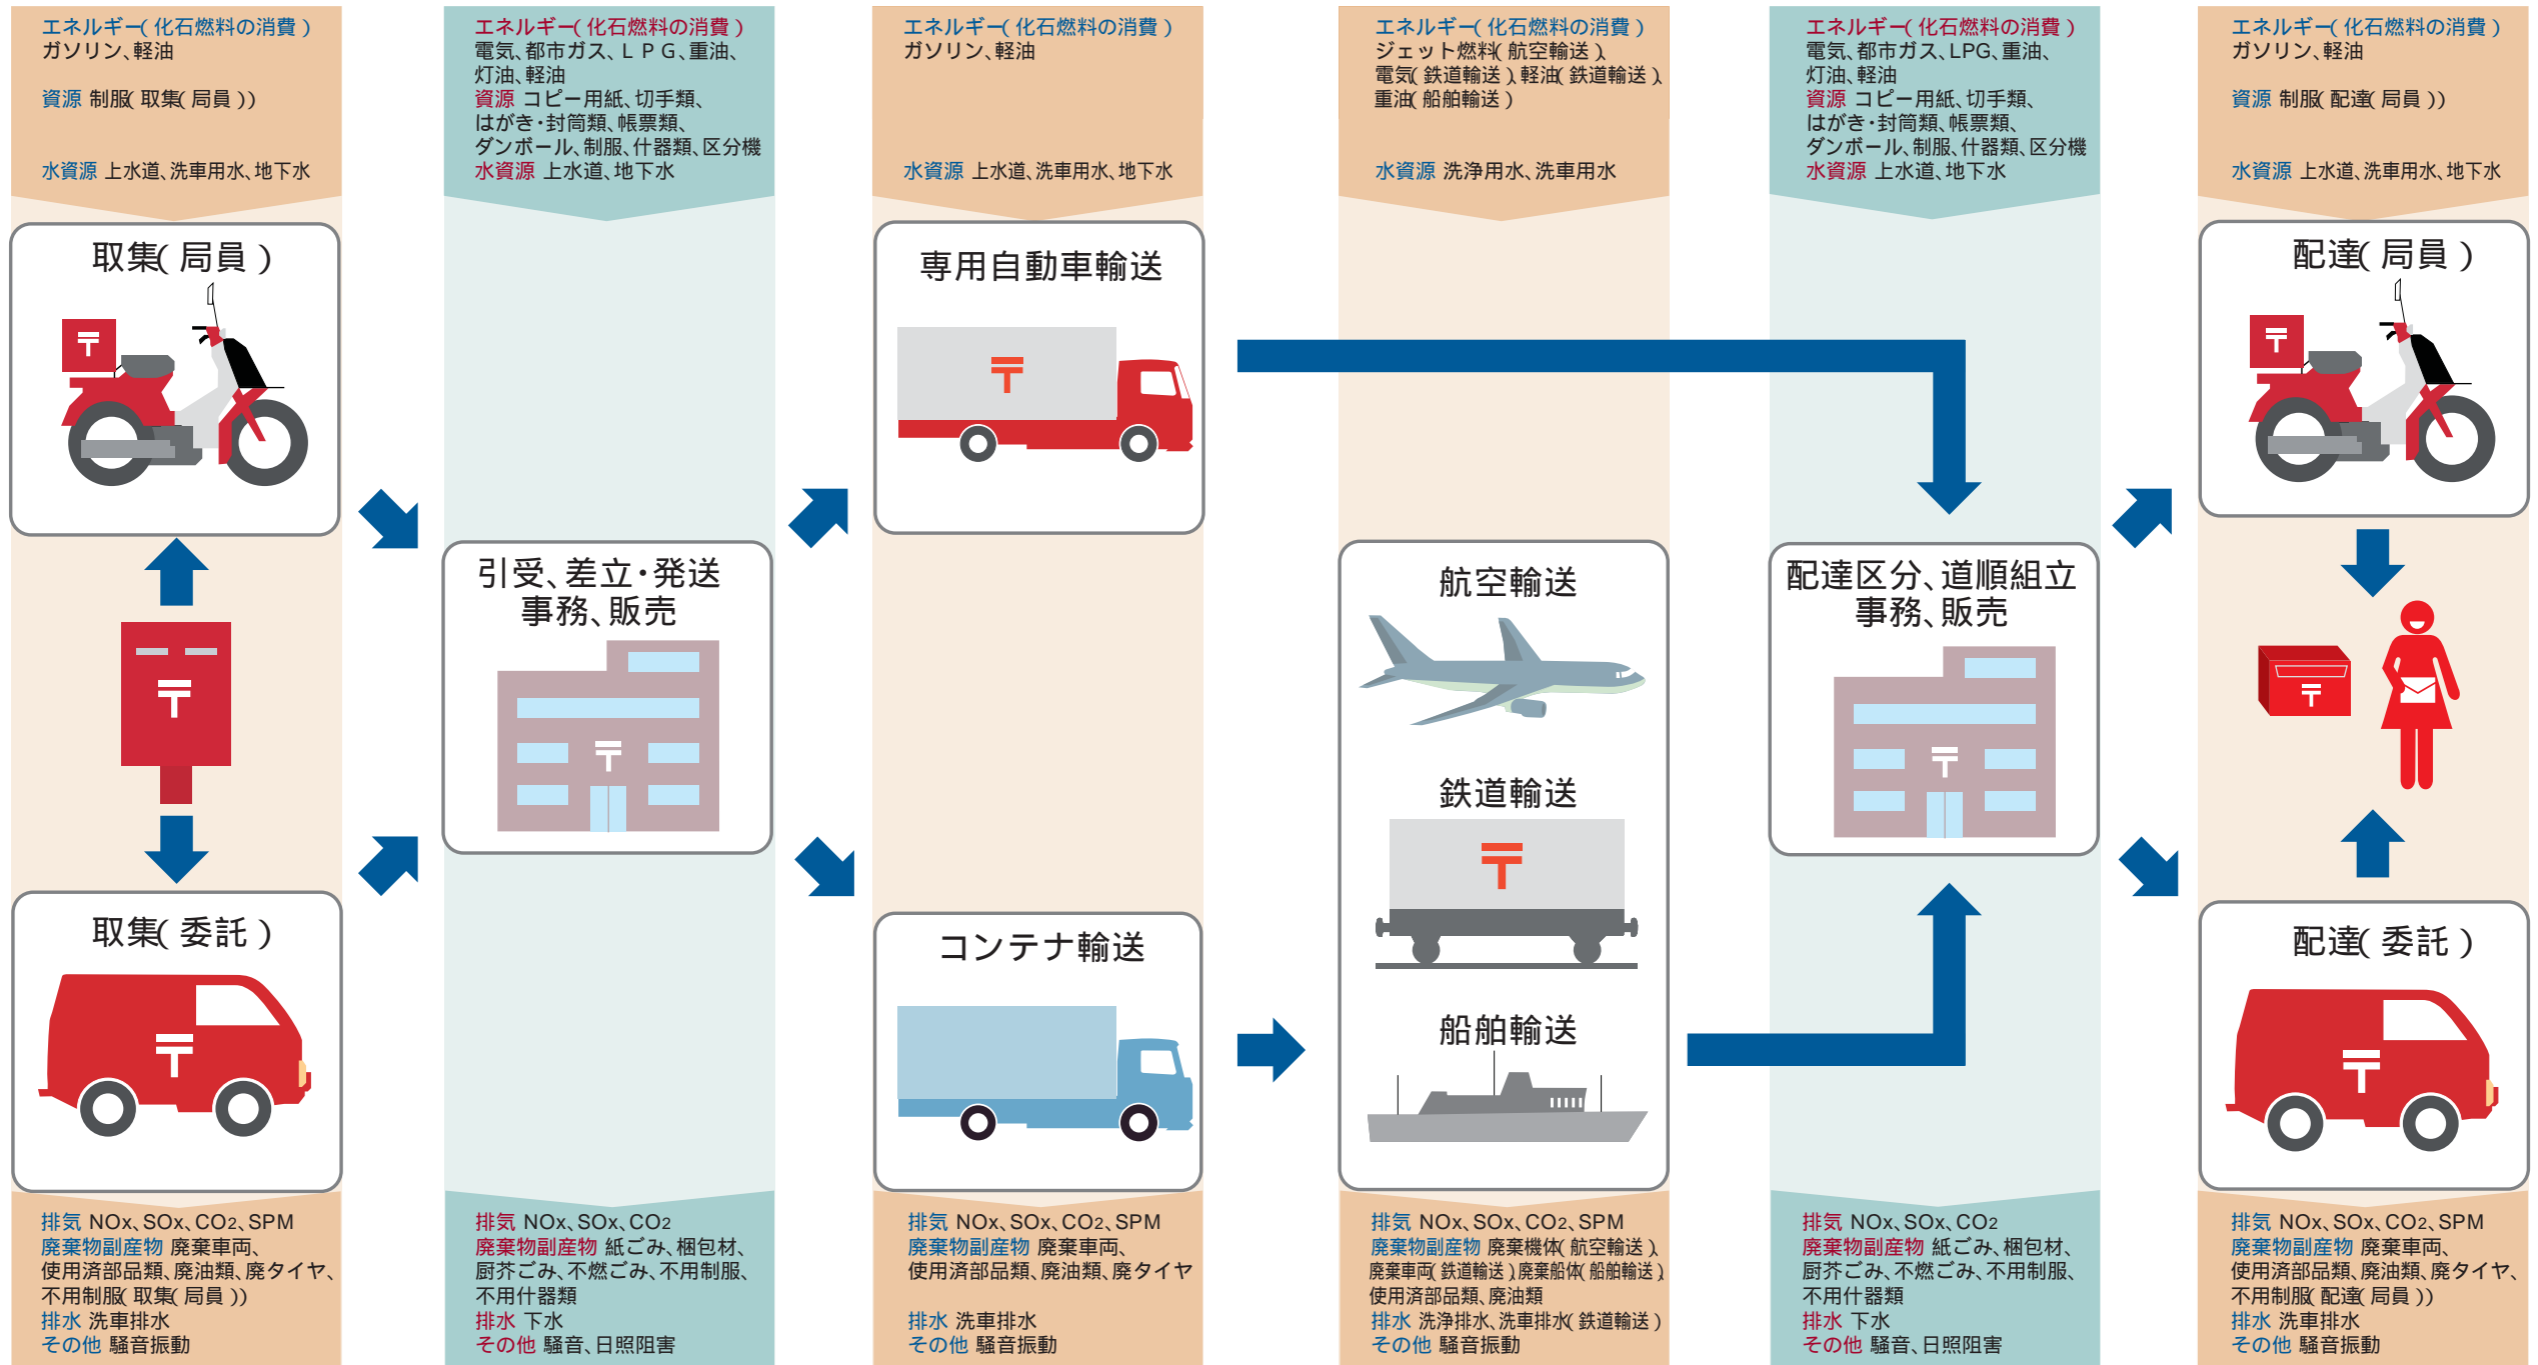 エネルギー(化石燃料の消費)
ガソリン、軽油
資源 制服(取集(局員))
水資源 上水道、洗車用水、地下水
取集(局員)
取集(委託)
排気 NOx、SOx、CO2、SPM
廃棄物副産物 廃棄車両、
使用済部品類、廃油類、廃タイヤ、
不用制服(取集(局員))
排水 洗車排水
その他 騒音振動
エネルギー(化石燃料の消費)
電気、都市ガス、LPG、重油、
灯油、軽油
資源 コピー用紙、切手類、
はがき・封筒類、帳票類、
ダンボール、制服、什器類、区分機
水資源 上水道、地下水
引受、差立・発送
事務、販売
排気 NOx、SOx、CO2
廃棄物副産物 紙ごみ、梱包材、
厨芥ごみ、不燃ごみ、不用制服、
不用什器類
排水 下水
その他 騒音、日照阻害
エネルギー(化石燃料の消費)
ガソリン、軽油
水資源 上水道、洗車用水、地下水
専用自動車輸送
コンテナ輸送
排気 NOx、SOx、CO2、SPM
廃棄物副産物 廃棄車両、
使用済部品類、廃油類、廃タイヤ
排水 洗車排水
その他 騒音振動
エネルギー(化石燃料の消費)
ジェット燃料(航空輸送)、
電気(鉄道輸送)、軽油(鉄道輸送)、
重油(船舶輸送)
水資源 洗浄用水、洗車用水
航空輸送
鉄道輸送
船舶輸送
排気 NOx、SOx、CO2、SPM
廃棄物副産物 廃棄機体(航空輸送)、
廃棄車両(鉄道輸送)、廃棄船体(船舶輸送)、
使用済部品類、廃油類
排水 洗浄排水、洗車排水(鉄道輸送)
その他 騒音振動
エネルギー(化石燃料の消費)
電気、都市ガス、LPG、重油、
灯油、軽油
資源 コピー用紙、切手類、
はがき・封筒類、帳票類、
ダンボール、制服、什器類、区分機
水資源 上水道、地下水
配達区分、道順組立
事務、販売
排気 NOx、SOx、CO2
廃棄物副産物 紙ごみ、梱包材、
厨芥ごみ、不燃ごみ、不用制服、
不用什器類
排水 下水
その他 騒音、日照阻害
エネルギー(化石燃料の消費)
ガソリン、軽油
資源 制服(配達(局員))
水資源 上水道、洗車用水、地下水
配達(局員)
配達(委託)
排気 NOx、SOx、CO2、SPM
廃棄物副産物 廃棄車両、
使用済部品類、廃油類、廃タイヤ、
不用制服(配達(局員))
排水 洗車排水
その他 騒音振動